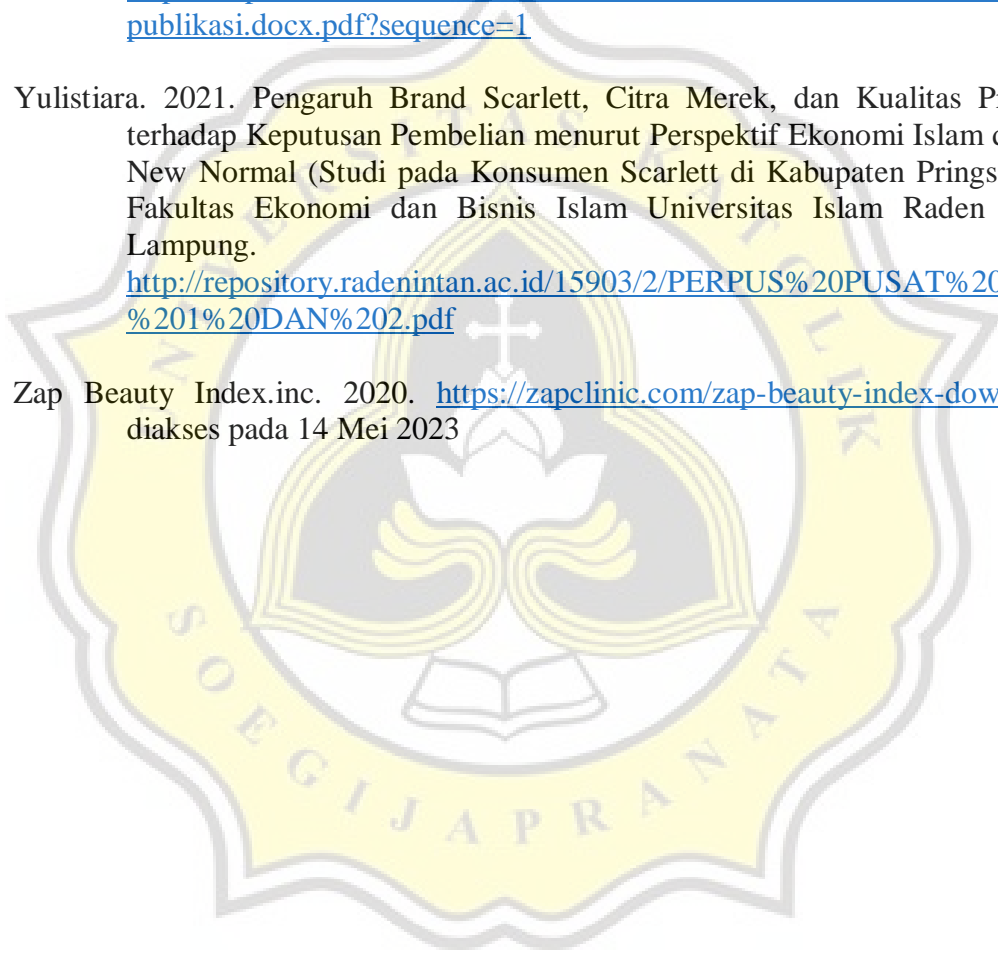 publikasi.docx.pdf?sequence=1
Yulistiara. 2021. Pengaruh Brand Scarlett, Citra Merek, dan Kualitas
terhadap Keputusan Pembelian menurut Perspektif Ekonomi Islam
New Normal (Studi pada Konsumen Scarlett di Kabupaten
Fakultas Ekonomi dan Bisnis Islam Universitas Islam Raden
Lampung.
http://repository.radenintan.ac.id/15903/2/PERPUS%20PUSAT%20
%201%20DAN%202.pdf
Zap Beauty Index.inc. 2020. https://zapclinic.com/zap-beauty-index-dow
diakses pada 14 Mei 2023
UNIVERSITAS KATOLIK
SOEGIJAPRANATA